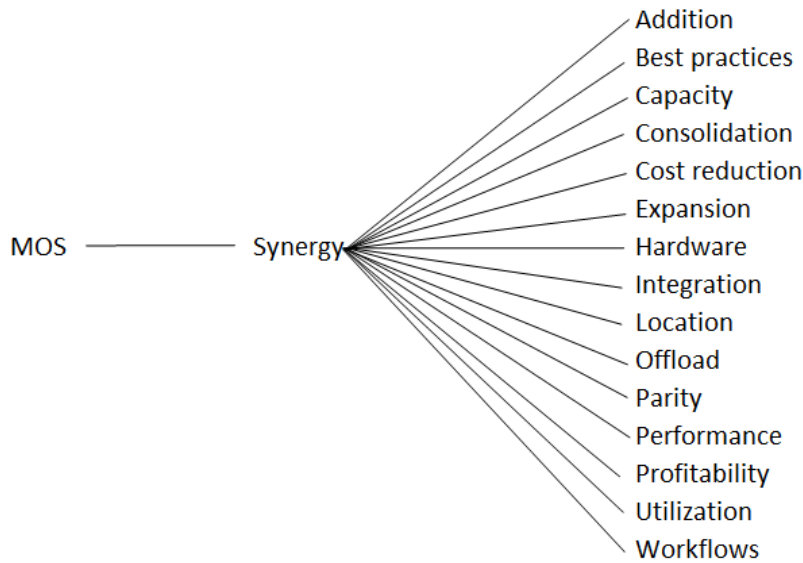 MOS
Synergy
Addition
Best practices
Capacity
Consolidation
Cost reduction
Expansion
Hardware
Integration
Location
Offload
Parity
Performance
Profitability
Utilization
Workflows